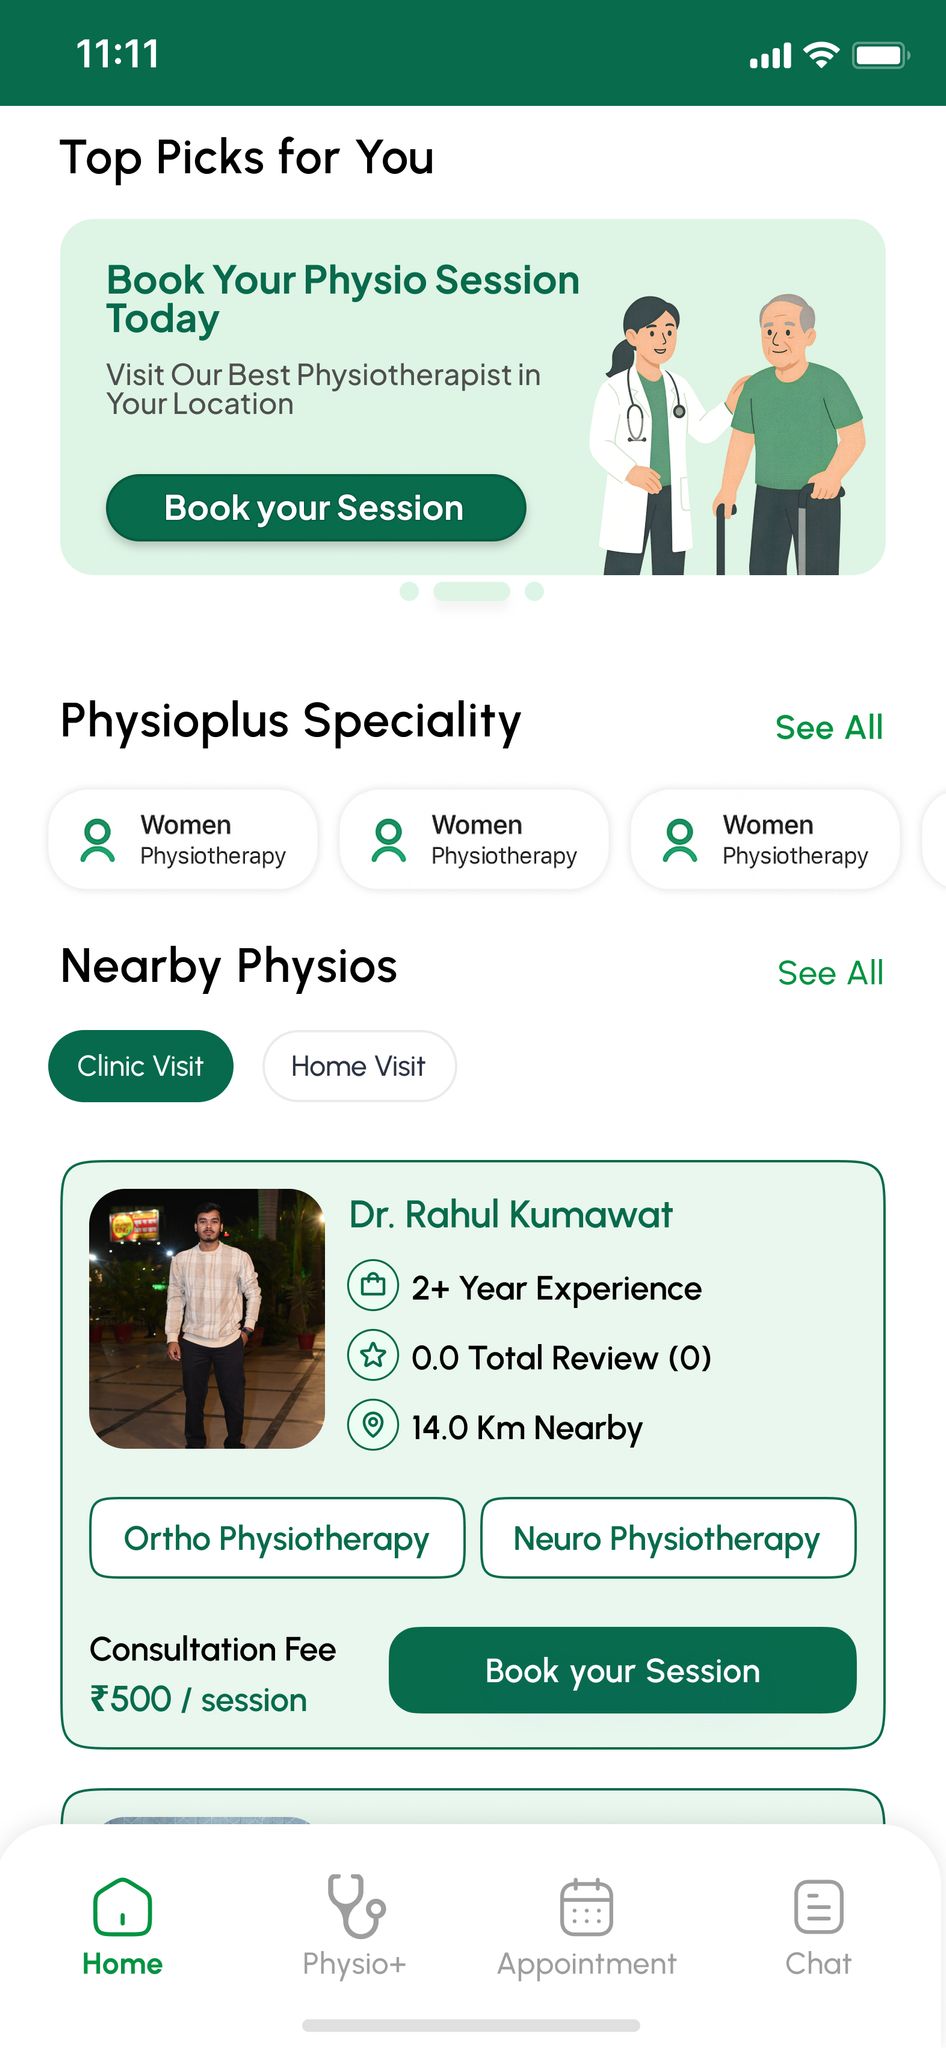 11:11
Top Picks for You
Book Your Physio Session
Today
Visit Our Best Physiotherapist in
Your Location
Book your Session
Physioplus Speciality
See All
Women
Physiotherapy
Women
Physiotherapy
Women
Physiotherapy
Nearby Physios
See All
Clinic Visit
Home Visit
Dr. Rahul Kumawat
2+ Year Experience
0.0 Total Review (0)
14.0 Km Nearby
Ortho Physiotherapy
Neuro Physiotherapy
Consultation Fee
₹500 / session
Book your Session
Home
Physio+
Appointment
Chat